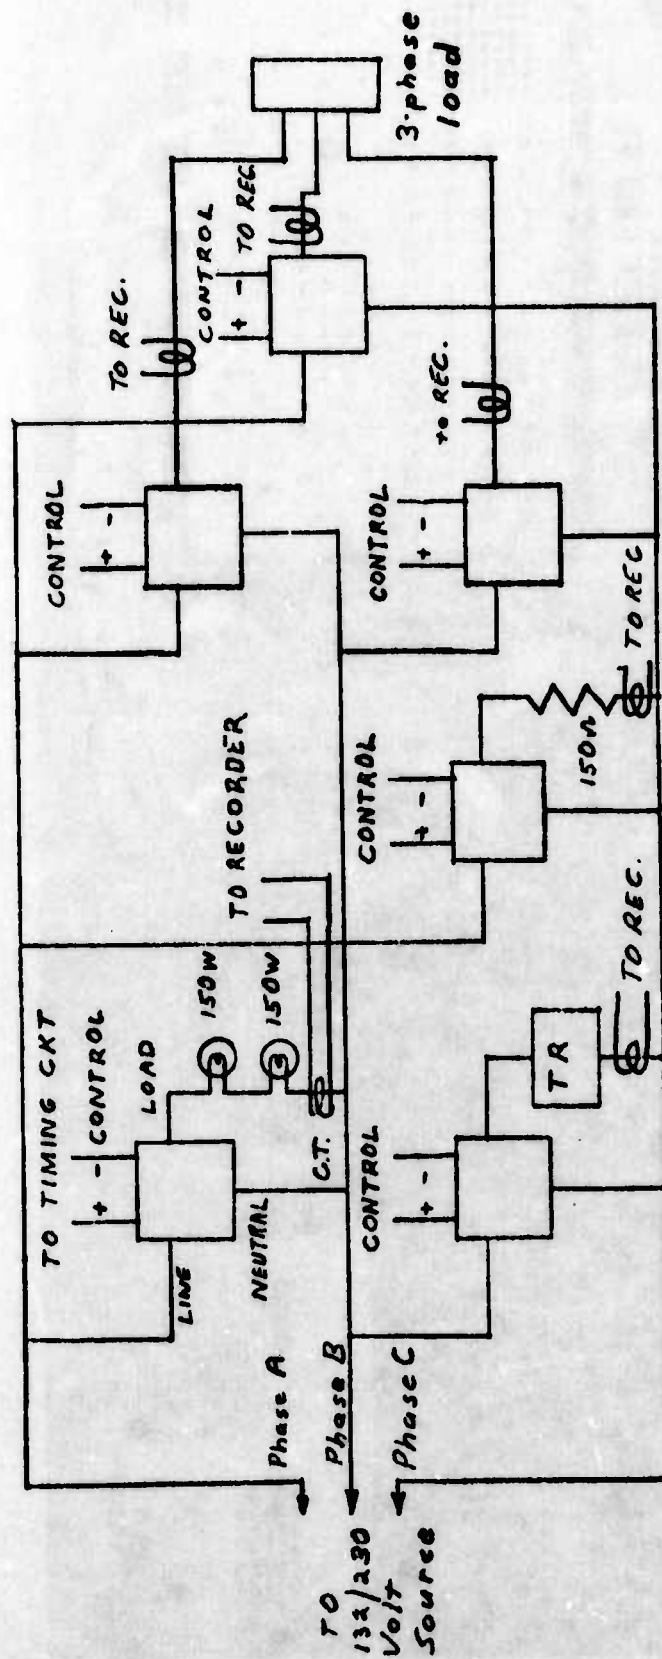 TO TIMING CKT
+ - CONTROL
LOAD
LINE
NEUTRAL
150W
150W
C.T.
TO RECORDER
CONTROL
+ -
TO REC.
CONTROL
+ -
TO REC.
3-phase
load
Phase A
Phase B
Phase C
TO
132/230
Volt
Source
CONTROL
+ -
TR
TO REC.
CONTROL
+ -
150Ω
TO REC
CONTROL
+ -
to REC.